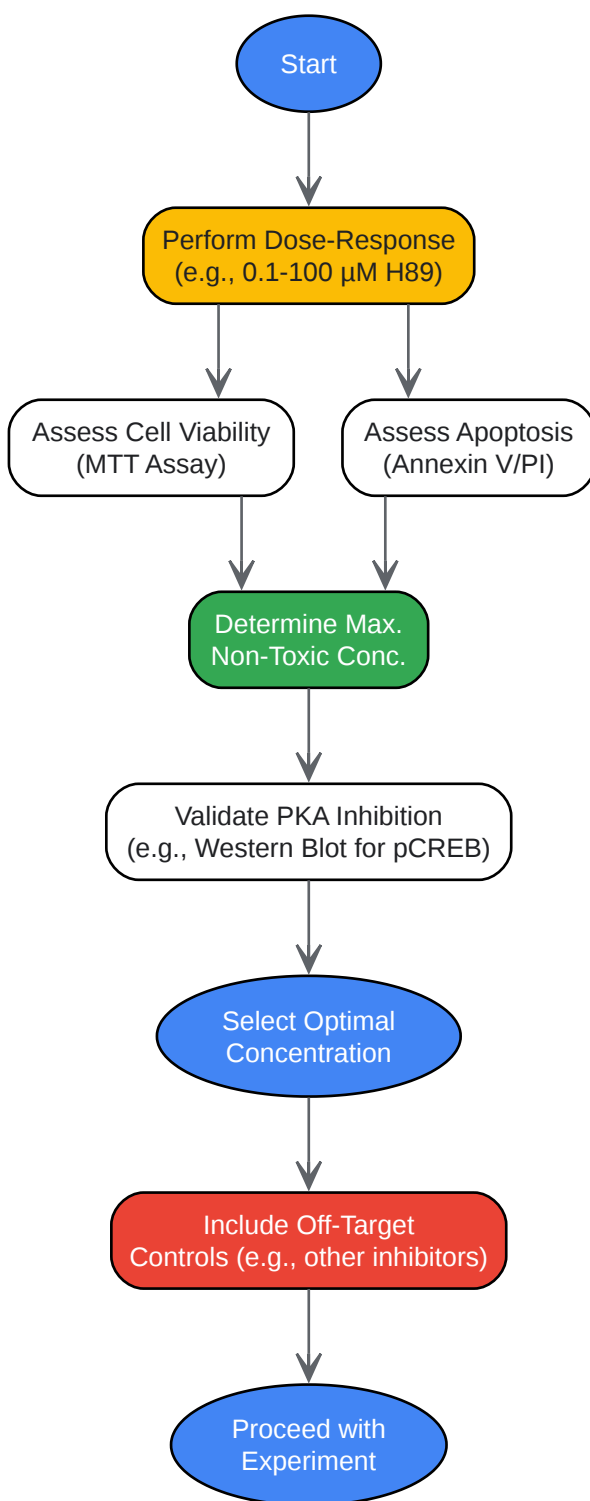 Start
Perform Dose-Response
(e.g., 0.1-100 µM H89)
Assess Cell Viability
(MTT Assay)
Assess Apoptosis
(Annexin V/PI)
Determine Max.
Non-Toxic Conc.
Validate PKA Inhibition
(e.g., Western Blot for pCREB)
Select Optimal
Concentration
Include Off-Target
Controls (e.g., other inhibitors)
Proceed with
Experiment